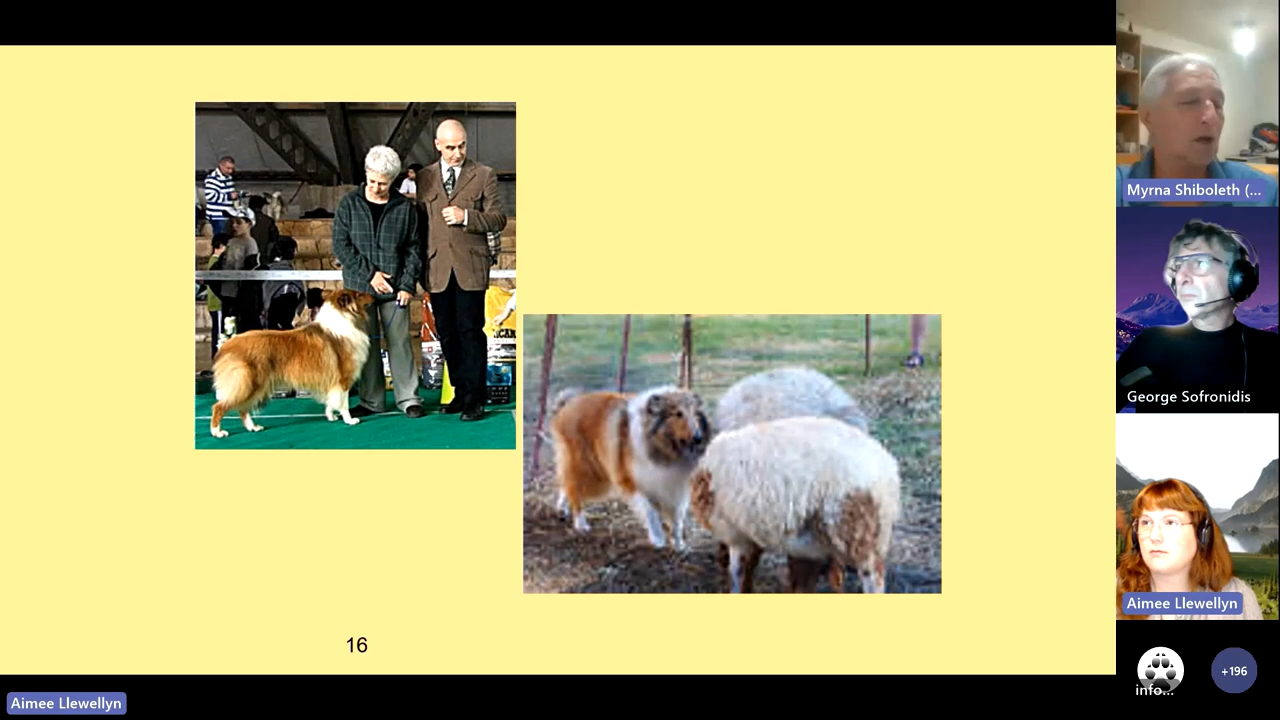 Myrna Shiboleth (...
George Sofronidis
Aimee Llewellyn
info...
+196
16
Aimee Llewellyn